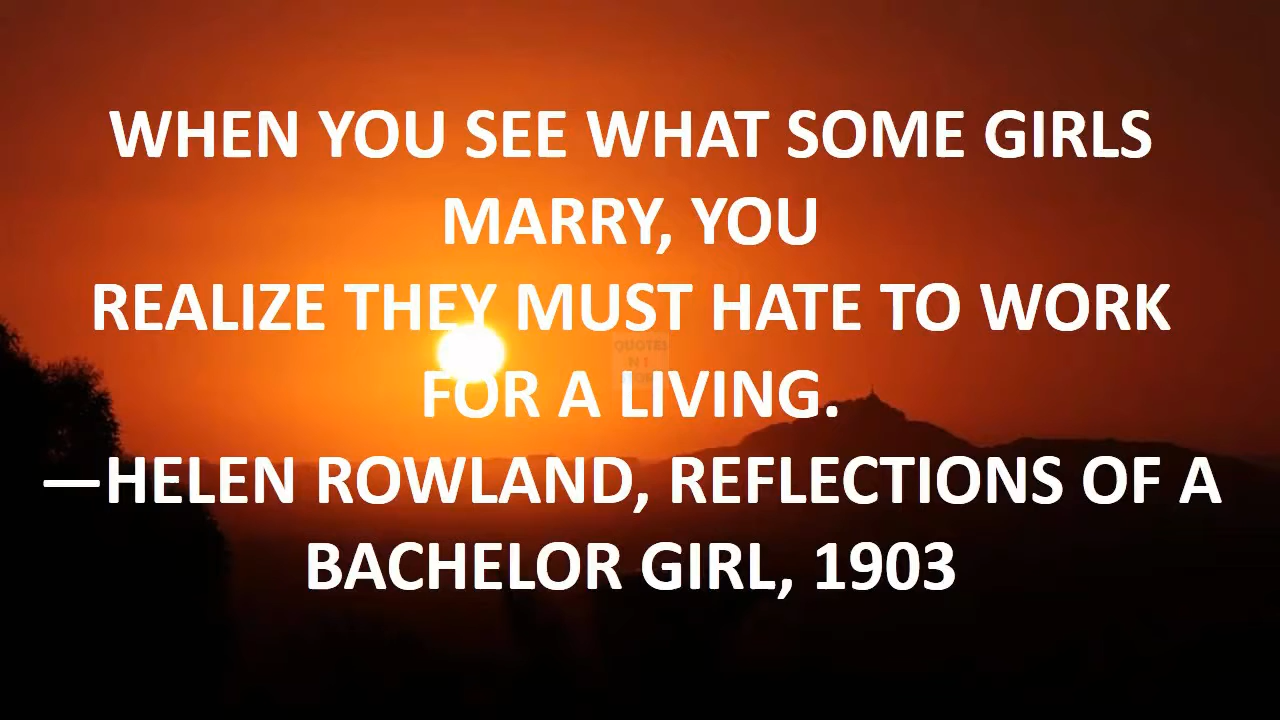 WHEN YOU SEE WHAT SOME GIRLS
MARRY, YOU
REALIZE THEY MUST HATE TO WORK
FOR A LIVING.
—HELEN ROWLAND, REFLECTIONS OF A
BACHELOR GIRL, 1903
QUOTES